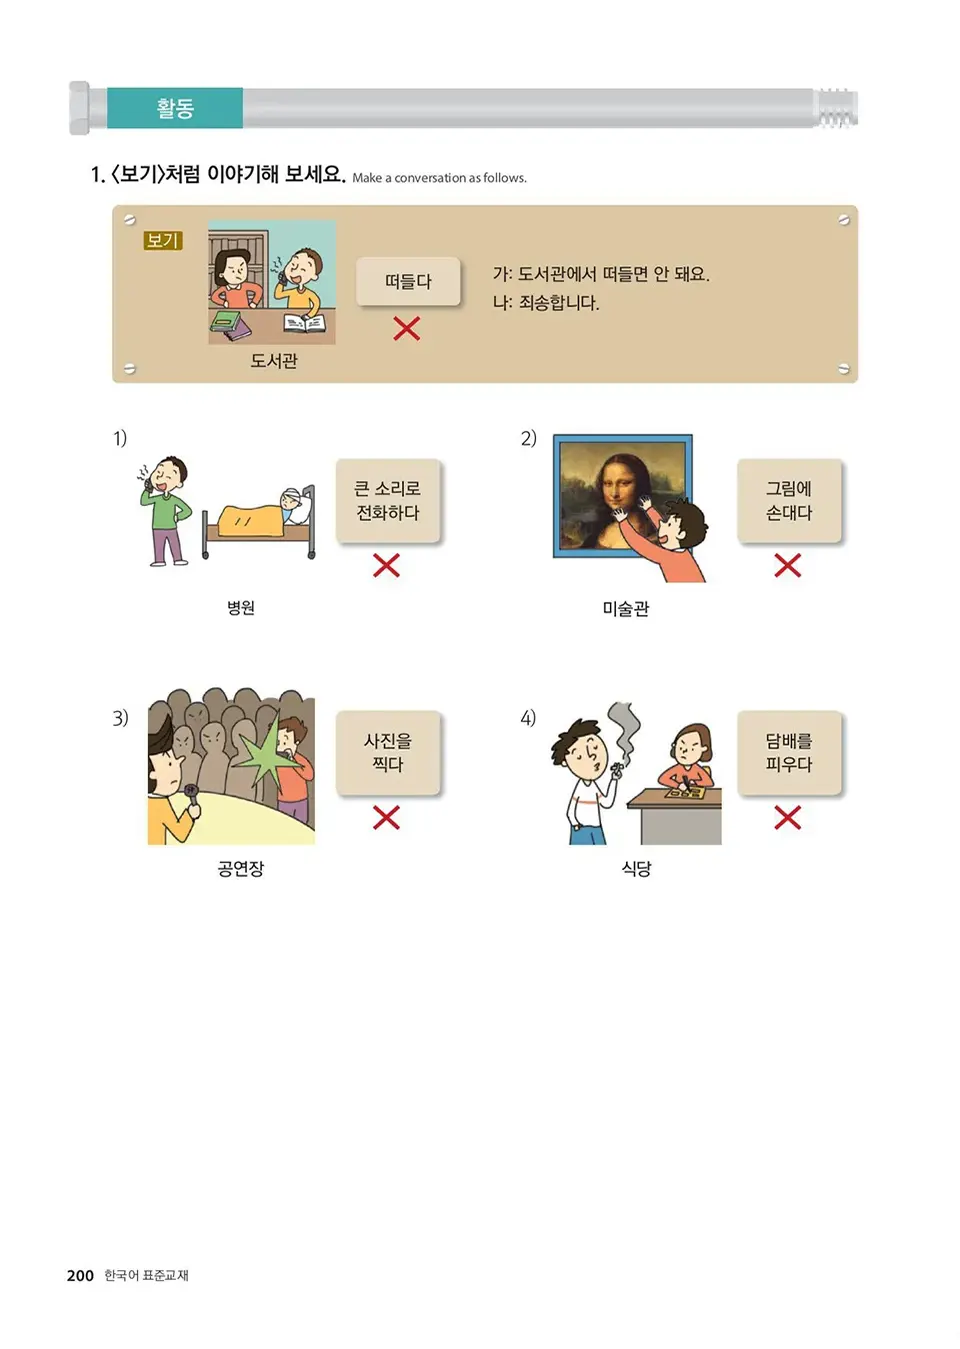 활동
1. 〈보기〉처럼 이야기해 보세요. Make a conversation as follows.
보기
떠들다
가: 도서관에서 떠들면 안 돼요.
나: 죄송합니다.
도서관
1)
큰 소리로
전화하다
병원
2)
그림에
손대다
미술관
3)
사진을
찍다
공연장
4)
담배를
피우다
식당
200 한국어 표준교재